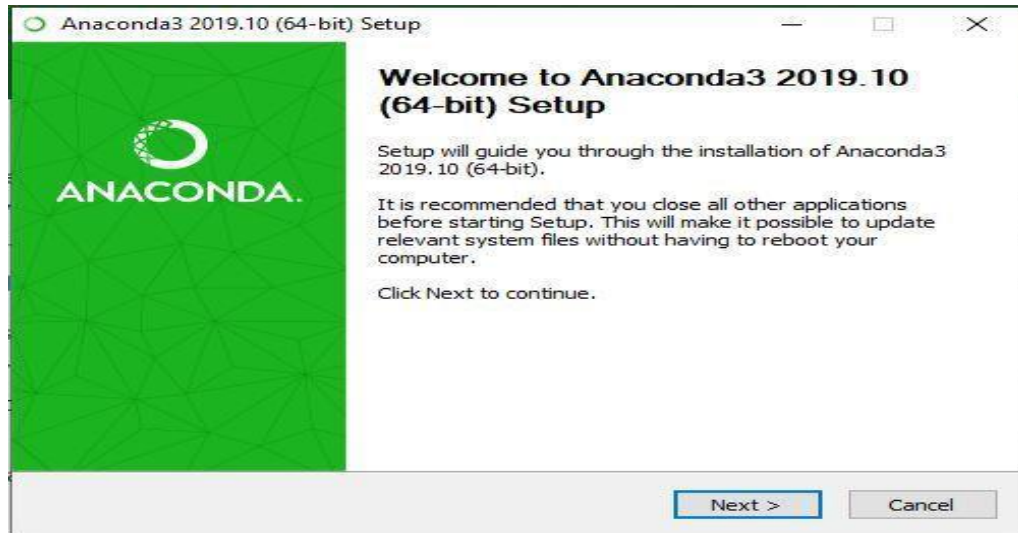 Anaconda3 2019.10 (64-bit) Setup
ANACONDA.
Welcome to Anaconda3 2019.10
(64-bit) Setup
Setup will guide you through the installation of Anaconda3
2019.10 (64-bit).
It is recommended that you close all other applications
before starting Setup. This will make it possible to update
relevant system files without having to reboot your
computer.
Click Next to continue.
Next >
Cancel